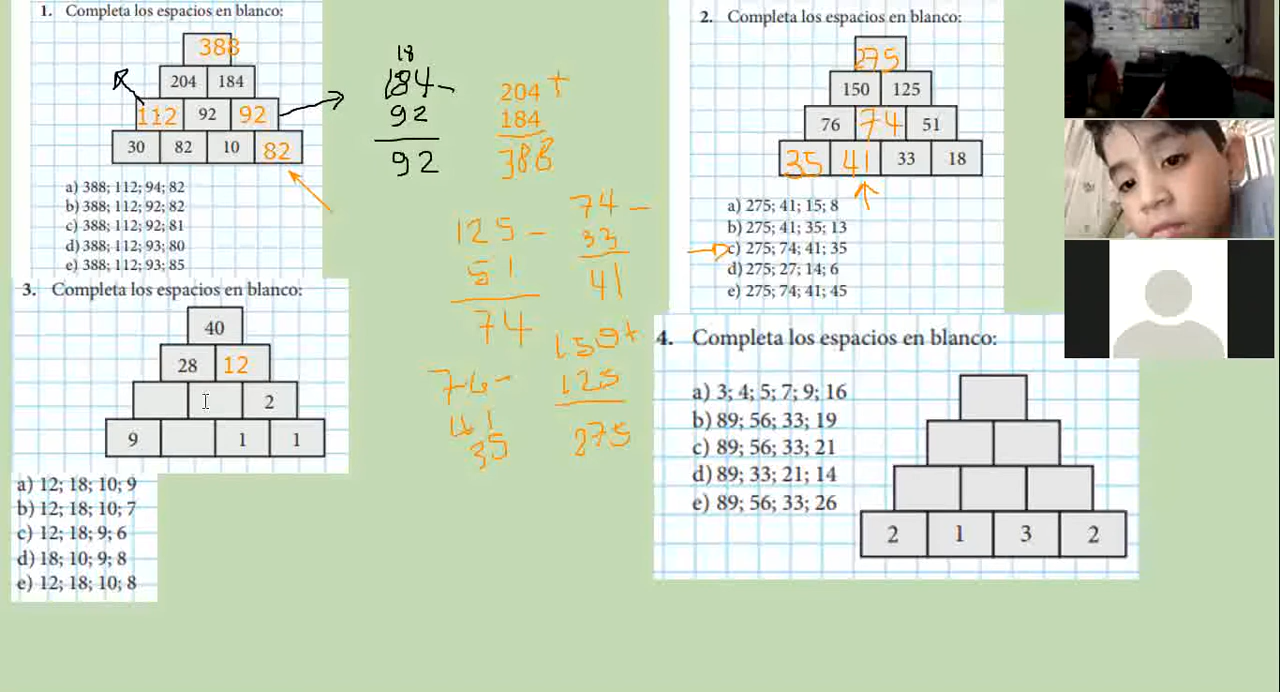 1. Completa los espacios en blanco:
388
204 184
112 92 92
30 82 10 82
a) 388; 112; 94; 82
b) 388; 112; 92; 82
c) 388; 112; 92; 81
d) 388; 112; 93; 80
e) 388; 112; 93; 85
18
184 -
92
92
204 +
184
388
125 -
51
74
74 -
33
41
74 -
41
35
150 +
125
275
2. Completa los espacios en blanco:
275
150 125
76 74 51
35 41 33 18
a) 275; 41; 15; 8
b) 275; 41; 35; 13
c) 275; 74; 41; 35
d) 275; 27; 14; 6
e) 275; 74; 41; 45
3. Completa los espacios en blanco:
40
28 12
2
9 1 1
a) 12; 18; 10; 9
b) 12; 18; 10; 7
c) 12; 18; 9; 6
d) 18; 10; 9; 8
e) 12; 18; 10; 8
4. Completa los espacios en blanco:
a) 3; 4; 5; 7; 9; 16
b) 89; 56; 33; 19
c) 89; 56; 33; 21
d) 89; 33; 21; 14
e) 89; 56; 33; 26
2 1 3 2